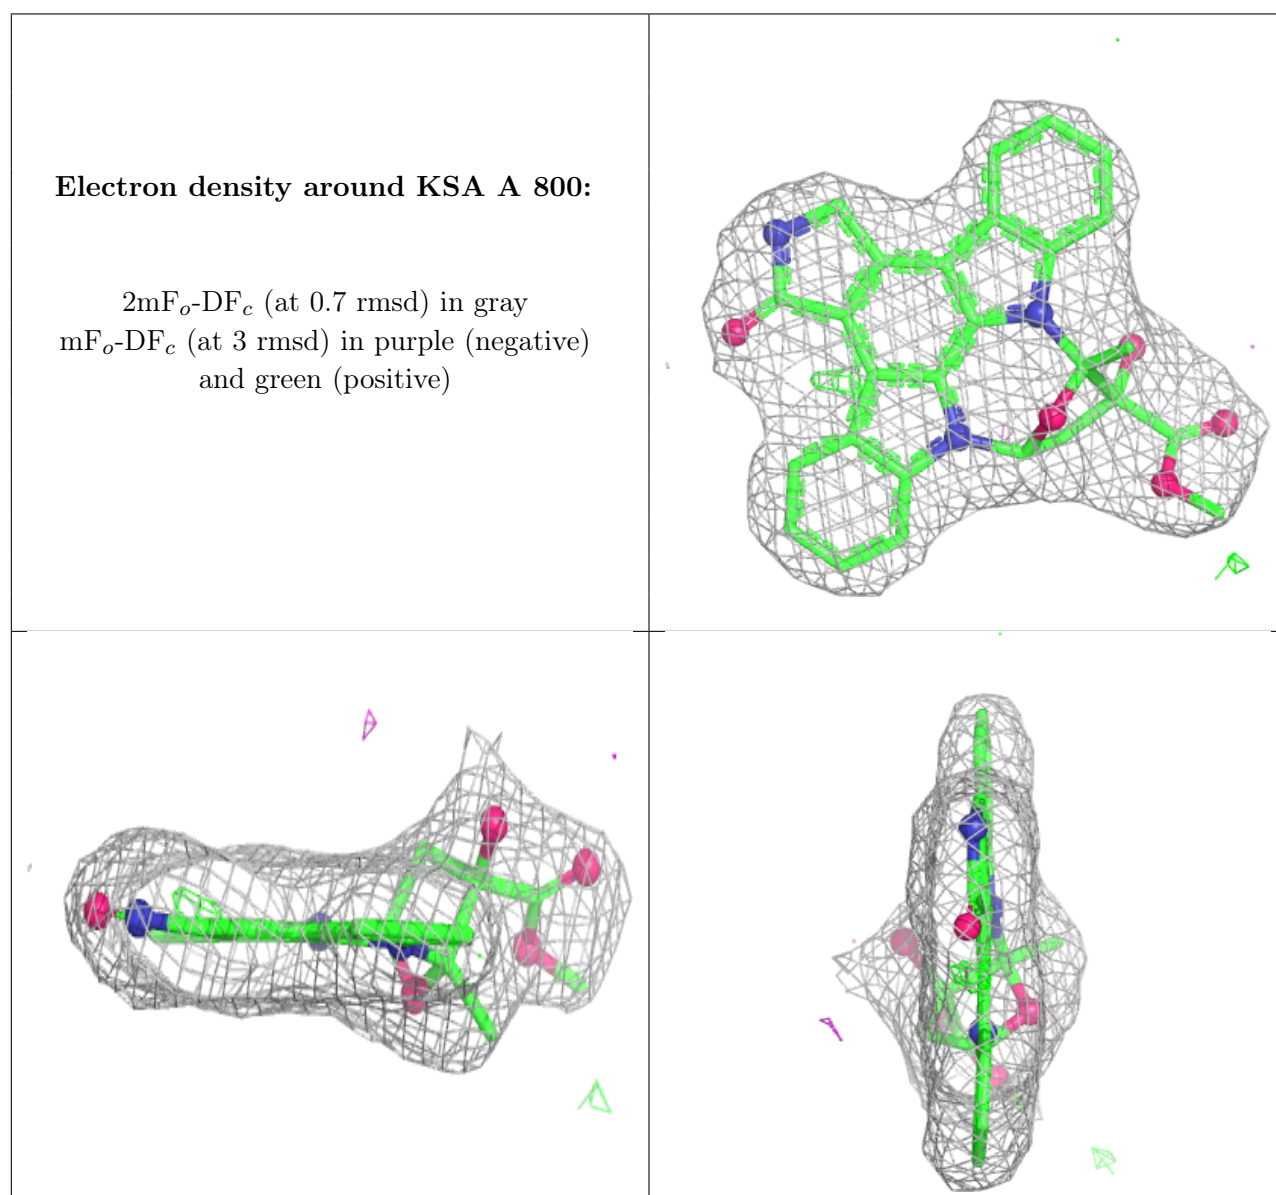 Electron density around KSA A 800:
2mFo-DFc (at 0.7 rmsd) in gray
mFo-DFc (at 3 rmsd) in purple (negative)
and green (positive)